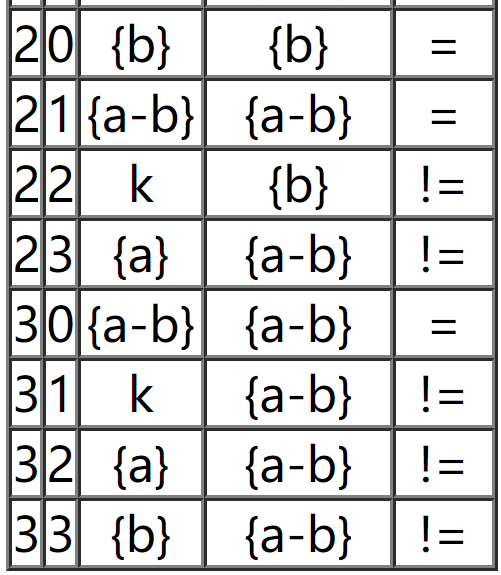 2 0 {b} {b} =
2 1 {a-b} {a-b} =
2 2 k {b} !=
2 3 {a} {a-b} !=
3 0 {a-b} {a-b} =
3 1 k {a-b} !=
3 2 {a} {a-b} !=
3 3 {b} {a-b} !=